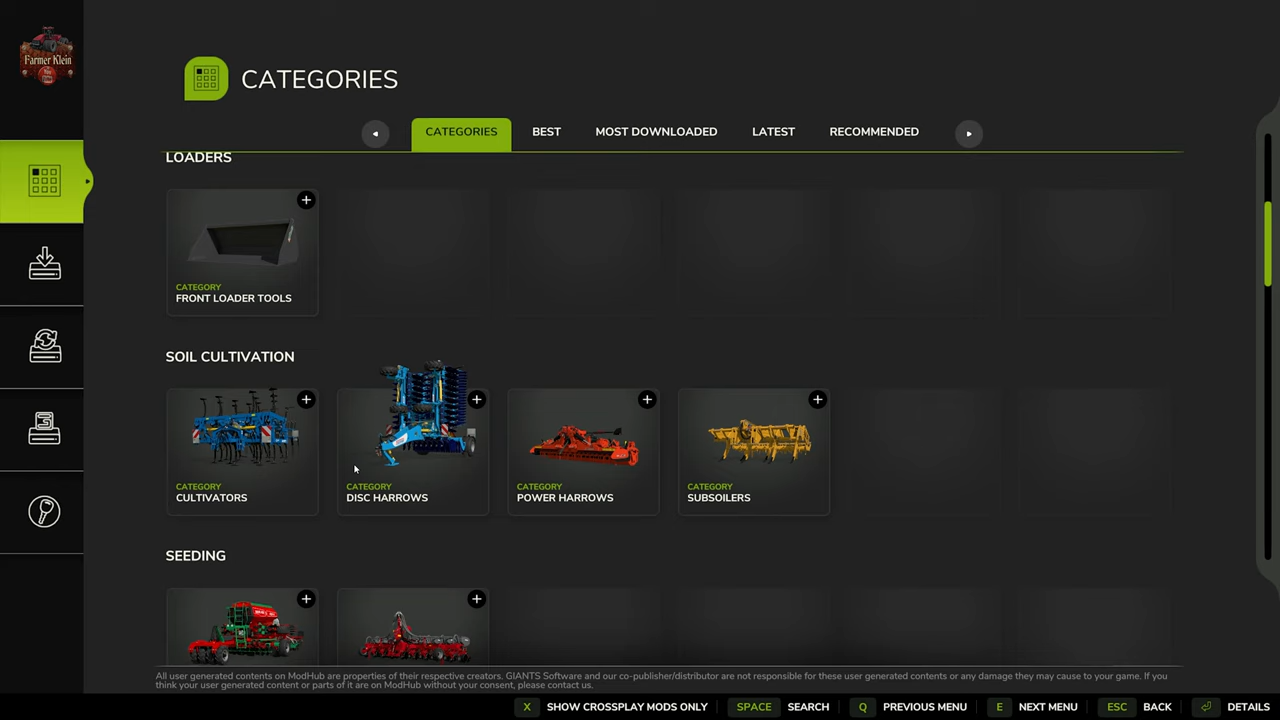 Farmer Klein
You
Tube
CATEGORIES
CATEGORIES
BEST
MOST DOWNLOADED
LATEST
RECOMMENDED
LOADERS
CATEGORY
FRONT LOADER TOOLS
SOIL CULTIVATION
CATEGORY
CULTIVATORS
CATEGORY
DISC HARROWS
CATEGORY
POWER HARROWS
CATEGORY
SUBSOILERS
SEEDING
All user generated contents on ModHub are properties of their respective creators. GIANTS Software and our co-publisher/distributor are not responsible for these user generated contents or any damage they may cause to your game. If you
think your user generated content or parts of it are on ModHub without your consent, please contact us.
X SHOW CROSSPLAY MODS ONLY SPACE SEARCH Q PREVIOUS MENU E NEXT MENU ESC BACK DETAILS